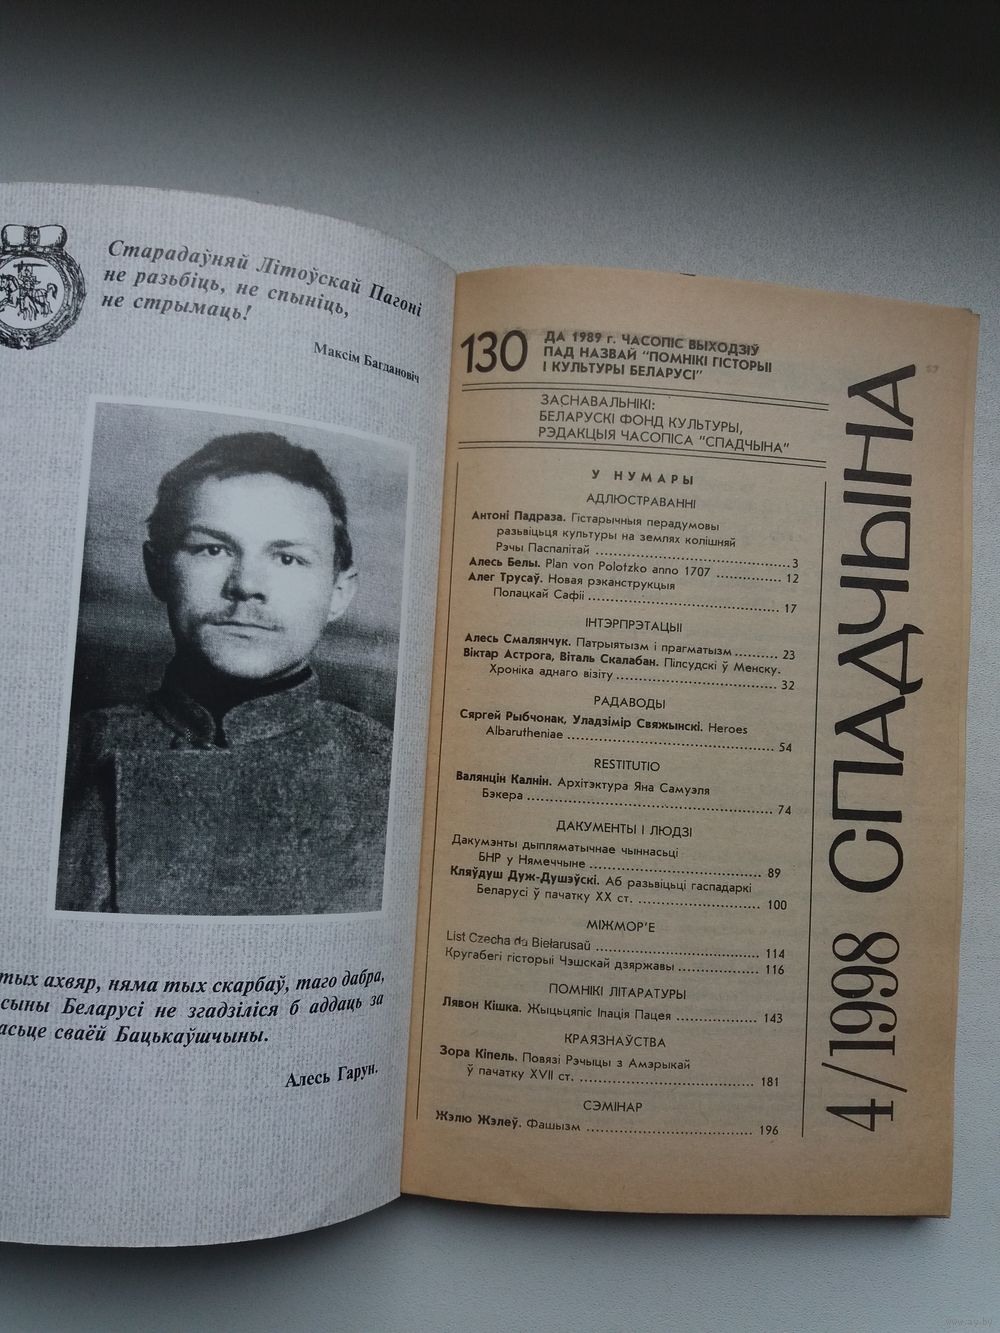 Старадаўняй Літоўскай Пагоні
не разьбіць, не спыніць,
не стрымаць!
Максім Багдановіч
тых ахвяр, няма тых скарбаў, таго дабра,
сыны Беларусі не згадзіліся б аддаць за
сваёй Бацькаўшчыны.
Алесь Гарун.
130
ДА 1989 г. ЧАСОПІС ВЫХОДЗІЎ
ПАД НАЗВАЙ "ПОМНІКІ ГІСТОРЫІ
І КУЛЬТУРЫ БЕЛАРУСІ"
ЗАСНАВАЛЬНІКІ:
БЕЛАРУСКІ ФОНД КУЛЬТУРЫ,
РЭДАКЦЫЯ ЧАСОПІСА "СПАДЧЫНА"
У НУМАРЫ
АДЛЮСТРАВАННІ
Антоні Падраза. Гістарычныя перадумовы
разьвіцьця культуры на землях колішняй
Рэчы Паспалітай 3
Алесь Белы. Plan von Polotzko anno 1707 12
Алег Трусаў. Новая рэканструкцыя
Полацкай Сафіі 17
ІНТЭРПРЭТАЦЫІ
Алесь Смалянчук. Патрыятызм і прагматызм 23
Віктар Астрога, Віталь Скалабан. Пілсудскі ў Менску.
Хроніка аднаго візіту 32
РАДАВОДЫ
Сяргей Рыбчонак, Уладзімір Свяжынскі. Heroes
Albarutheniae 54
RESTITUTIO
Валянцін Калнін. Архітэктура Яна Самуэля
Бэкера 74
ДАКУМЕНТЫ І ЛЮДЗІ
Дакумэнты дыпляматычнае чыннасьці
БНР у Нямеччыне 89
Кляўдуш Дуж-Душэўскі. Аб разьвіцьці гаспадаркі
Беларусі ў пачатку XX ст. 100
МІЖМОР'Е
List Czecha da Biełarusaŭ 114
Кругабегі гісторыі Чэшскай дзяржавы 116
ПОМНІКІ ЛІТАРАТУРЫ
Лявон Кішка. Жыцьцяпіс Іпація Пацея 143
КРАЯЗНАЎСТВА
Зора Кіпель. Повязі Рэчыцы з Амэрыкай
ў пачатку XVII ст. 181
СЭМІНАР
Жэлю Жэлеў. Фашызм 196
4/1998 СПАДЧЫНА
57
www.ay.by